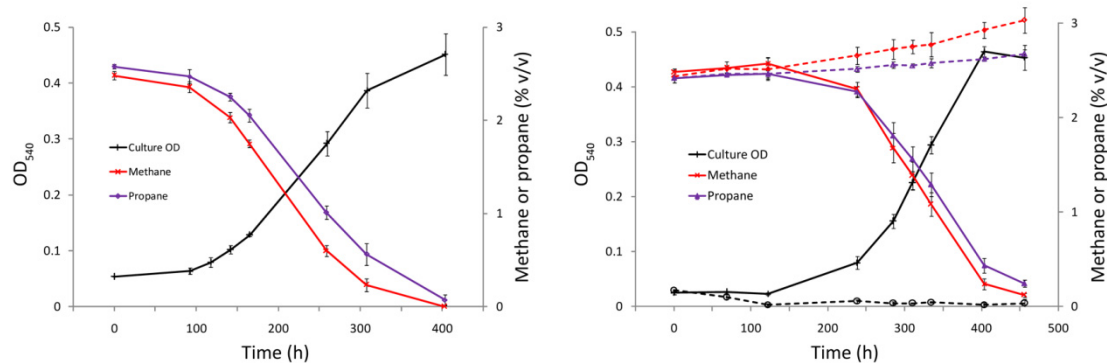 0.5
0.4
0.3
0.2
0.1
0
OD540
Culture OD
Methane
Propane
3
2
1
0
Methane or propane (% v/v)
0 100 200 300 400 500
Time (h)
0.5
0.4
0.3
0.2
0.1
0
OD540
Culture OD
Methane
Propane
3
2
1
0
Methane or propane (% v/v)
0 100 200 300 400 500
Time (h)